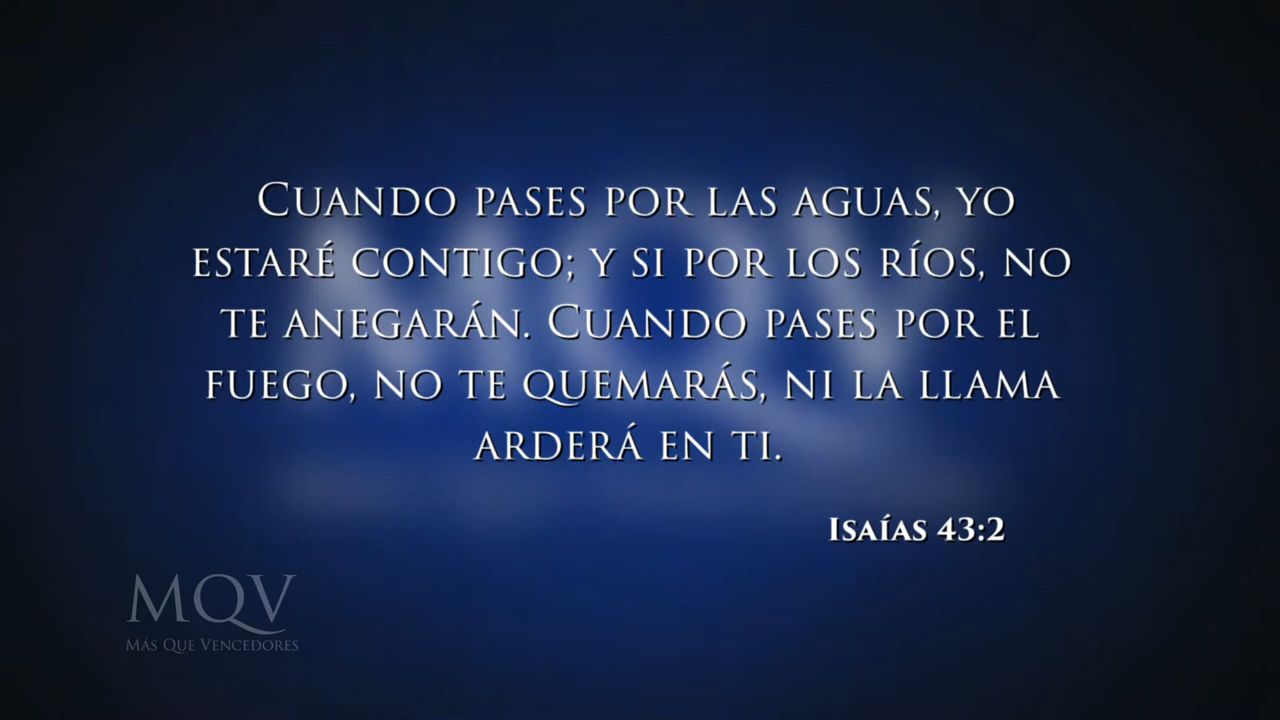 Cuando pases por las aguas, yo
estaré contigo; y si por los ríos, no
te anegarán. Cuando pases por el
fuego, no te quemarás, ni la llama
arderá en ti.
Isaías 43:2
MQV
Más Que Vencedores